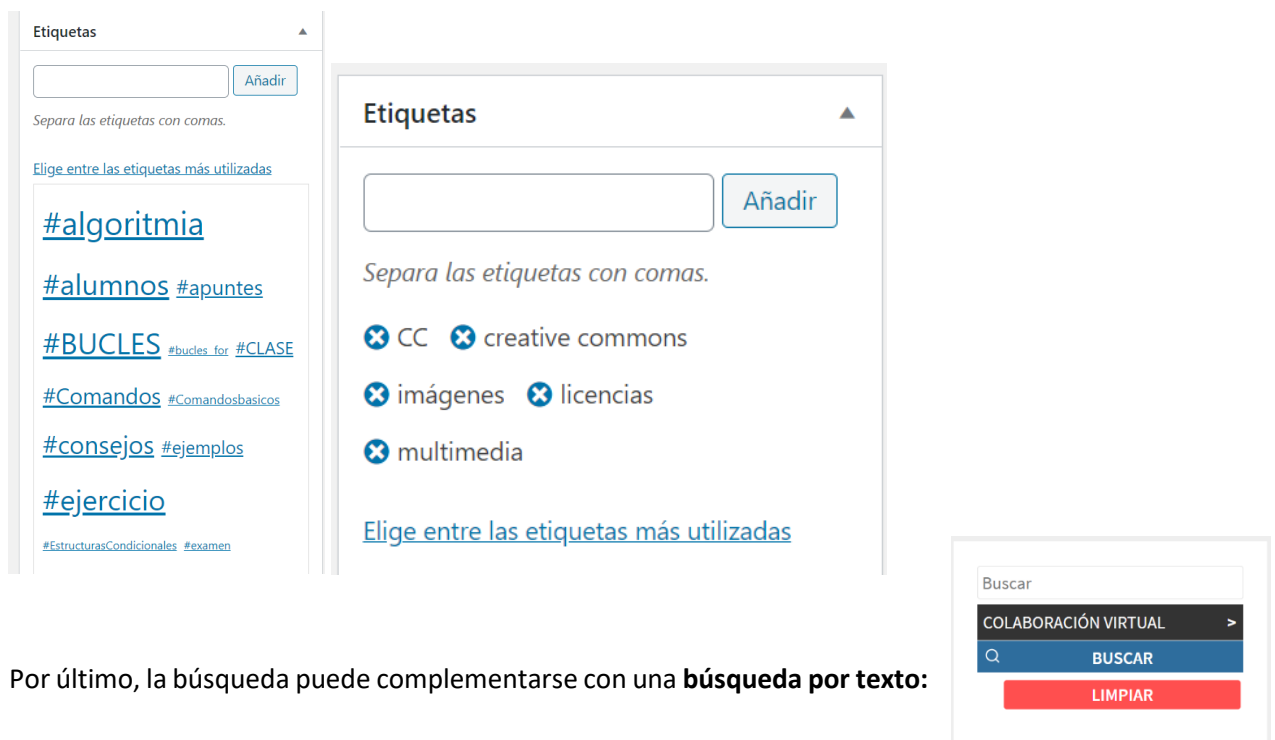 Etiquetas
Añadir
Separa las etiquetas con comas.
Elige entre las etiquetas más utilizadas
#algoritmia
#alumnos #apuntes
#BUCLES #bucles_for #CLASE
#Comandos #Comandosbasicos
#consejos #ejemplos
#ejercicio
#EstructurasCondicionales #examen
Etiquetas
Añadir
Separa las etiquetas con comas.
CC creative commons
imágenes licencias
multimedia
Elige entre las etiquetas más utilizadas
Por último, la búsqueda puede complementarse con una búsqueda por texto:
Buscar
COLABORACIÓN VIRTUAL >
BUSCAR
LIMPIAR